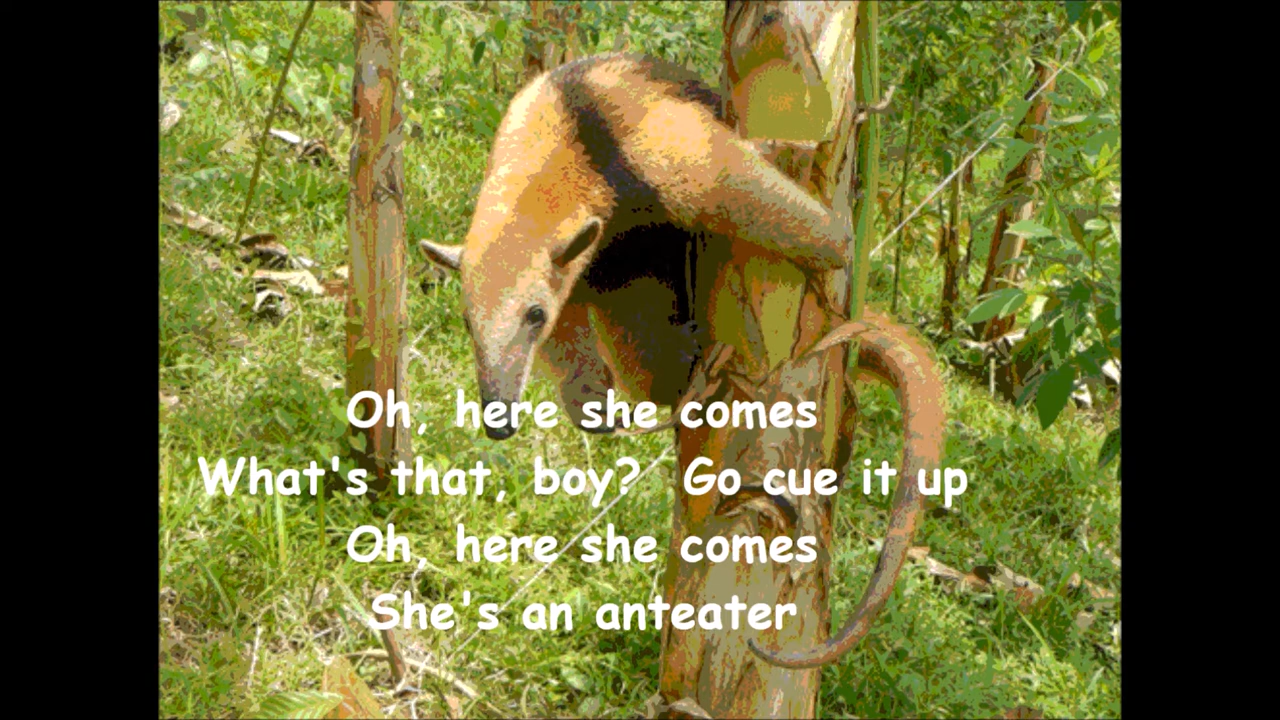 Oh, here she comes
What's that, boy?  Go cue it up
Oh, here she comes
She's an anteater